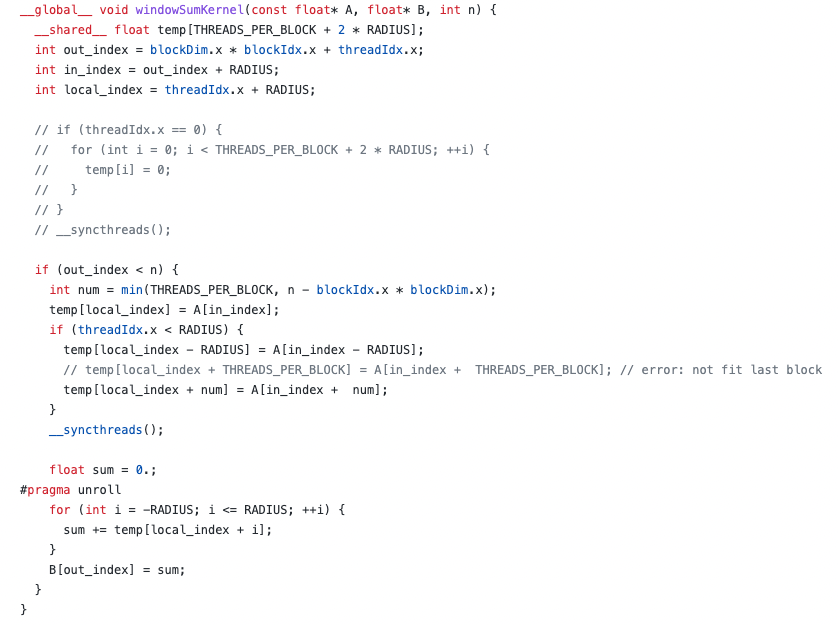 __global__ void windowSumKernel(const float* A, float* B, int n) {
  __shared__ float temp[THREADS_PER_BLOCK + 2 * RADIUS];
  int out_index = blockDim.x * blockIdx.x + threadIdx.x;
  int in_index = out_index + RADIUS;
  int local_index = threadIdx.x + RADIUS;

  // if (threadIdx.x == 0) {
  //   for (int i = 0; i < THREADS_PER_BLOCK + 2 * RADIUS; ++i) {
  //     temp[i] = 0;
  //   }
  // }
  // __syncthreads();

  if (out_index < n) {
    int num = min(THREADS_PER_BLOCK, n - blockIdx.x * blockDim.x);
    temp[local_index] = A[in_index];
    if (threadIdx.x < RADIUS) {
      temp[local_index - RADIUS] = A[in_index - RADIUS];
      // temp[local_index + THREADS_PER_BLOCK] = A[in_index +  THREADS_PER_BLOCK]; // error: not fit last block
      temp[local_index + num] = A[in_index +  num];
    }
    __syncthreads();

    float sum = 0.;
#pragma unroll
    for (int i = -RADIUS; i <= RADIUS; ++i) {
      sum += temp[local_index + i];
    }
    B[out_index] = sum;
  }
}